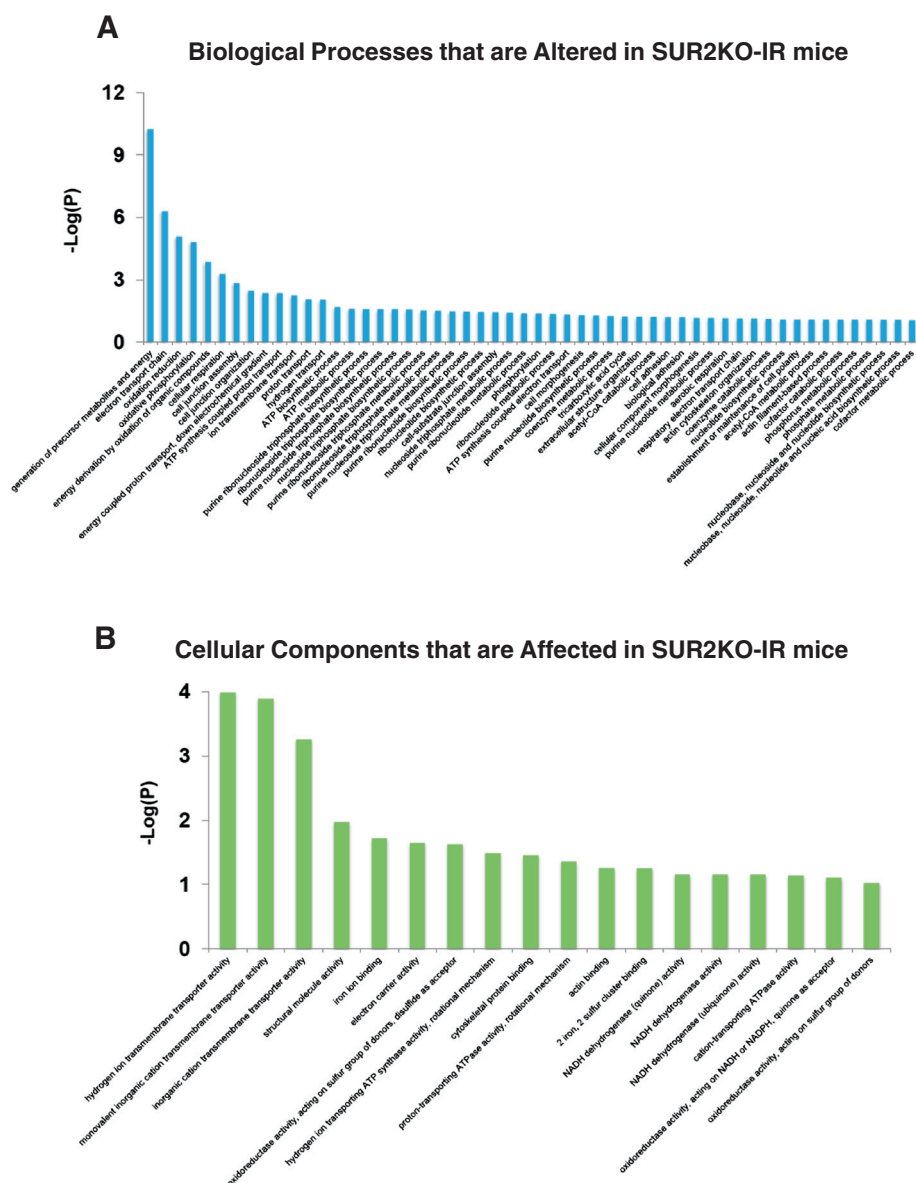 A
Biological Processes that are Altered in SUR2KO-IR mice
12
9
6
3
0
-Log(P)
generation of precursor metabolites and energy
electron transport chain
oxidation reduction
oxidative phosphorylation
energy derivation by oxidation of organic compounds
cellular respiration
cell junction assembly
cell junction organization
energy coupled proton transport, down electrochemical gradient
ATP synthesis coupled proton transport
ion transmembrane transport
proton transport
hydrogen transport
ATP biosynthetic process
ATP metabolic process
purine ribonucleoside triphosphate biosynthetic process
ribonucleoside triphosphate biosynthetic process
purine nucleoside triphosphate biosynthetic process
nucleoside triphosphate biosynthetic process
purine ribonucleoside triphosphate metabolic process
ribonucleoside triphosphate metabolic process
purine nucleoside triphosphate metabolic process
purine ribonucleotide biosynthetic process
ribonucleotide biosynthetic process
cell-substrate junction assembly
nucleoside triphosphate metabolic process
purine ribonucleotide metabolic process
phosphorylation
ribonucleotide metabolic process
cell morphogenesis
ATP synthesis coupled electron transport
purine nucleotide biosynthetic process
coenzyme metabolic process
tricarboxylic acid cycle
extracellular structure organization
acetyl-CoA catabolic process
cell adhesion
biological adhesion
cellular component morphogenesis
purine nucleotide metabolic process
aerobic respiration
respiratory electron transport chain
actin cytoskeleton organization
coenzyme catabolic process
nucleotide biosynthetic process
establishment or maintenance of cell polarity
acetyl-CoA metabolic process
actin filament-based process
cofactor catabolic process
phosphorus metabolic process
phosphate metabolic process
nucleobase, nucleoside and nucleotide biosynthetic process
nucleobase, nucleoside, nucleotide and nucleic acid biosynthetic process
cofactor metabolic process
B
Cellular Components that are Affected in SUR2KO-IR mice
4
3
2
1
0
-Log(P)
hydrogen ion transmembrane transporter activity
monovalent inorganic cation transmembrane transporter activity
inorganic cation transmembrane transporter activity
structural molecule activity
iron ion binding
electron carrier activity
oxidoreductase activity, acting on sulfur group of donors, disulfide as acceptor
hydrogen ion transporting ATP synthase activity, rotational mechanism
cytoskeletal protein binding
proton-transporting ATPase activity, rotational mechanism
actin binding
2 iron, 2 sulfur cluster binding
NADH dehydrogenase (quinone) activity
NADH dehydrogenase activity
NADH dehydrogenase (ubiquinone) activity
cation-transporting ATPase activity
oxidoreductase activity, acting on NADH or NADPH, quinone as acceptor
oxidoreductase activity, acting on sulfur group of donors